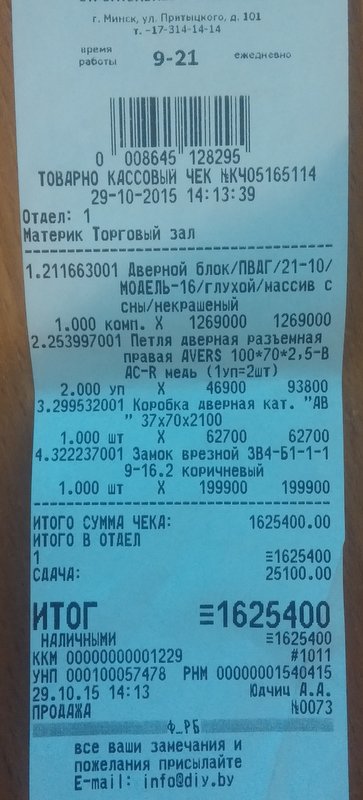 г. Минск, ул. Притыцкого, д. 101
т. -17-314-14-14
время работы 9-21 ежедневно
0 008645 128295
ТОВАРНО КАССОВЫЙ ЧЕК №КЧ05165114
29-10-2015 14:13:39
Отдел: 1
Материк Торговый зал
1.211663001 Дверной блок/ПВДГ/21-10/
МОДЕЛЬ-16/глухой/массив с
сны/некрашеный
1.000 комп. X 1269000 1269000
2.253997001 Петля дверная разъемная
правая AVERS 100*70*2,5-B
AC-R медь (1уп=2шт)
2.000 уп X 46900 93800
3.299532001 Коробка дверная кат. "АВ
" 37х70х2100
1.000 шт X 62700 62700
4.322237001 Замок врезной ЗВ4-Б1-1-1
9-16.2 коричневый
1.000 шт X 199900 199900
ИТОГО СУММА ЧЕКА: 1625400.00
ИТОГО В ОТДЕЛ
1 ≡1625400
СДАЧА: 25100.00
ИТОГ ≡1625400
НАЛИЧНЫМИ ≡1625400
ККМ 00000000001229 #1011
УНП 000100057478 РНМ 00000001540415
29.10.15 14:13 Юдчиц А.А.
ПРОДАЖА №0073
Ф_РБ
все ваши замечания и
пожелания присылайте
E-mail: info@diy.by